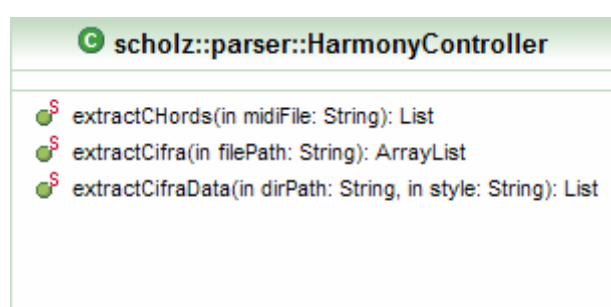 C scholz::parser::HarmonyController
S extractCHords(in midiFile: String): List
S extractCifra(in filePath: String): ArrayList
S extractCifraData(in dirPath: String, in style: String): List